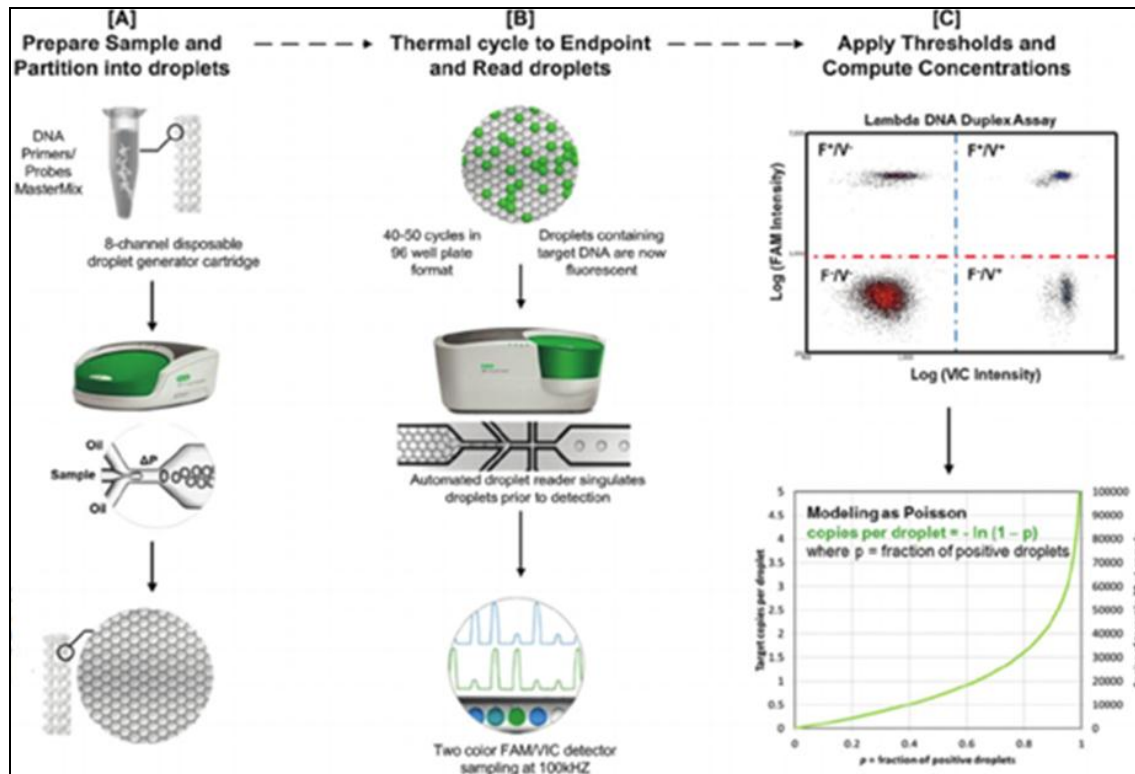 [A]
Prepare Sample and
Partition into droplets
DNA
Primers/
Probes
MasterMix
8-channel disposable
droplet generator cartridge
Oil
ΔP
Sample
Oil
[B]
Thermal cycle to Endpoint
and Read droplets
40-50 cycles in
96 well plate
format
Droplets containing
target DNA are now
fluorescent
Automated droplet reader singulates
droplets prior to detection
Two color FAM/VIC detector
sampling at 100kHZ
[C]
Apply Thresholds and
Compute Concentrations
Lambda DNA Duplex Assay
F⁺/V⁻
F⁺/V⁺
F⁻/V⁻
F⁻/V⁺
Log (FAM Intensity)
Log (VIC Intensity)
Modeling as Poisson
copies per droplet = - ln (1 – p)
where p = fraction of positive droplets
Target copies per droplet
5
4.5
4
3.5
3
2.5
2
1.5
1
0.5
0
100000
90000
80000
70000
60000
50000
40000
30000
20000
10000
0
0
0.2
0.4
0.6
0.8
1
p = fraction of positive droplets